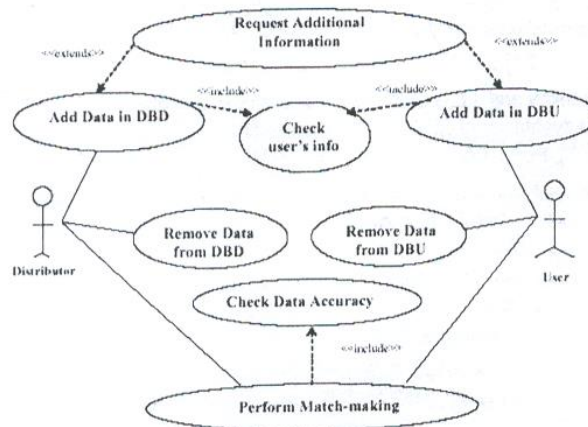 Request Additional
Information
<<extends>>
<<extends>>
<<include>>
<<include>>
Add Data in DBD
Add Data in DBU
Check
user's info
Remove Data
from DBD
Remove Data
from DBU
Distributor
User
Check Data Accuracy
<<include>>
Perform Match-making